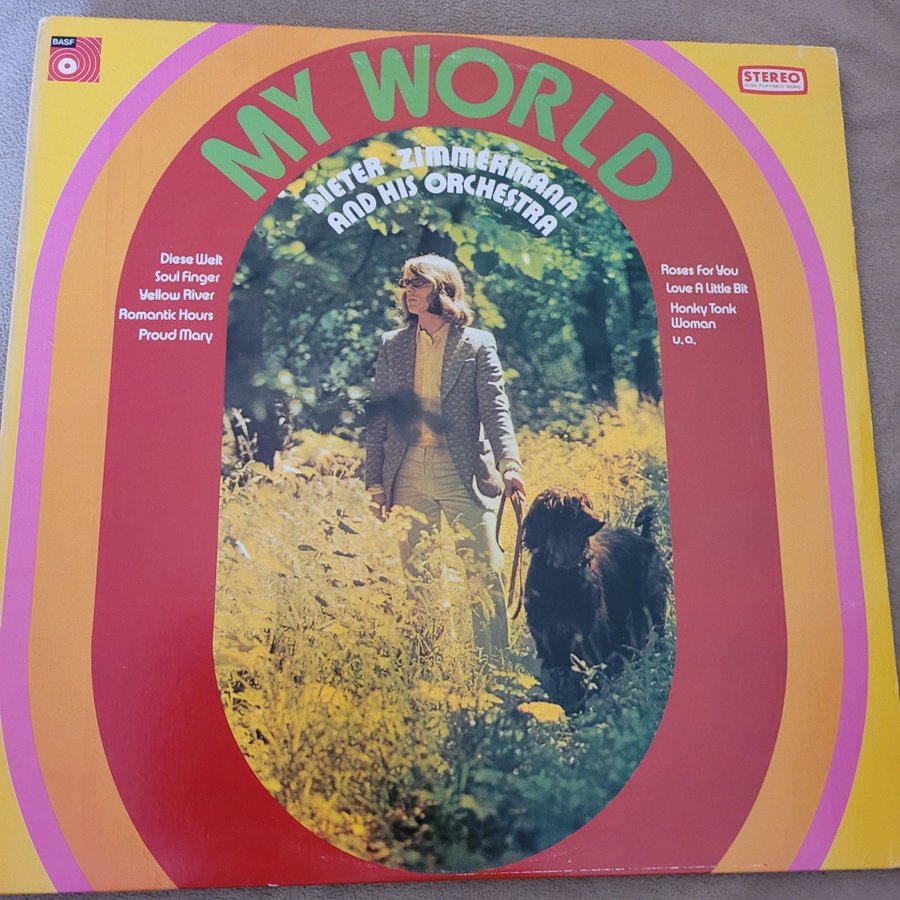 BASF
STEREO
ALSO PLAYABLE MONO
MY WORLD
DIETER ZIMMERMANN
AND HIS ORCHESTRA
Diese Welt
Soul Finger
Yellow River
Romantic Hours
Proud Mary
Roses For You
Love A Little Bit
Honky Tonk
Woman
u.a.